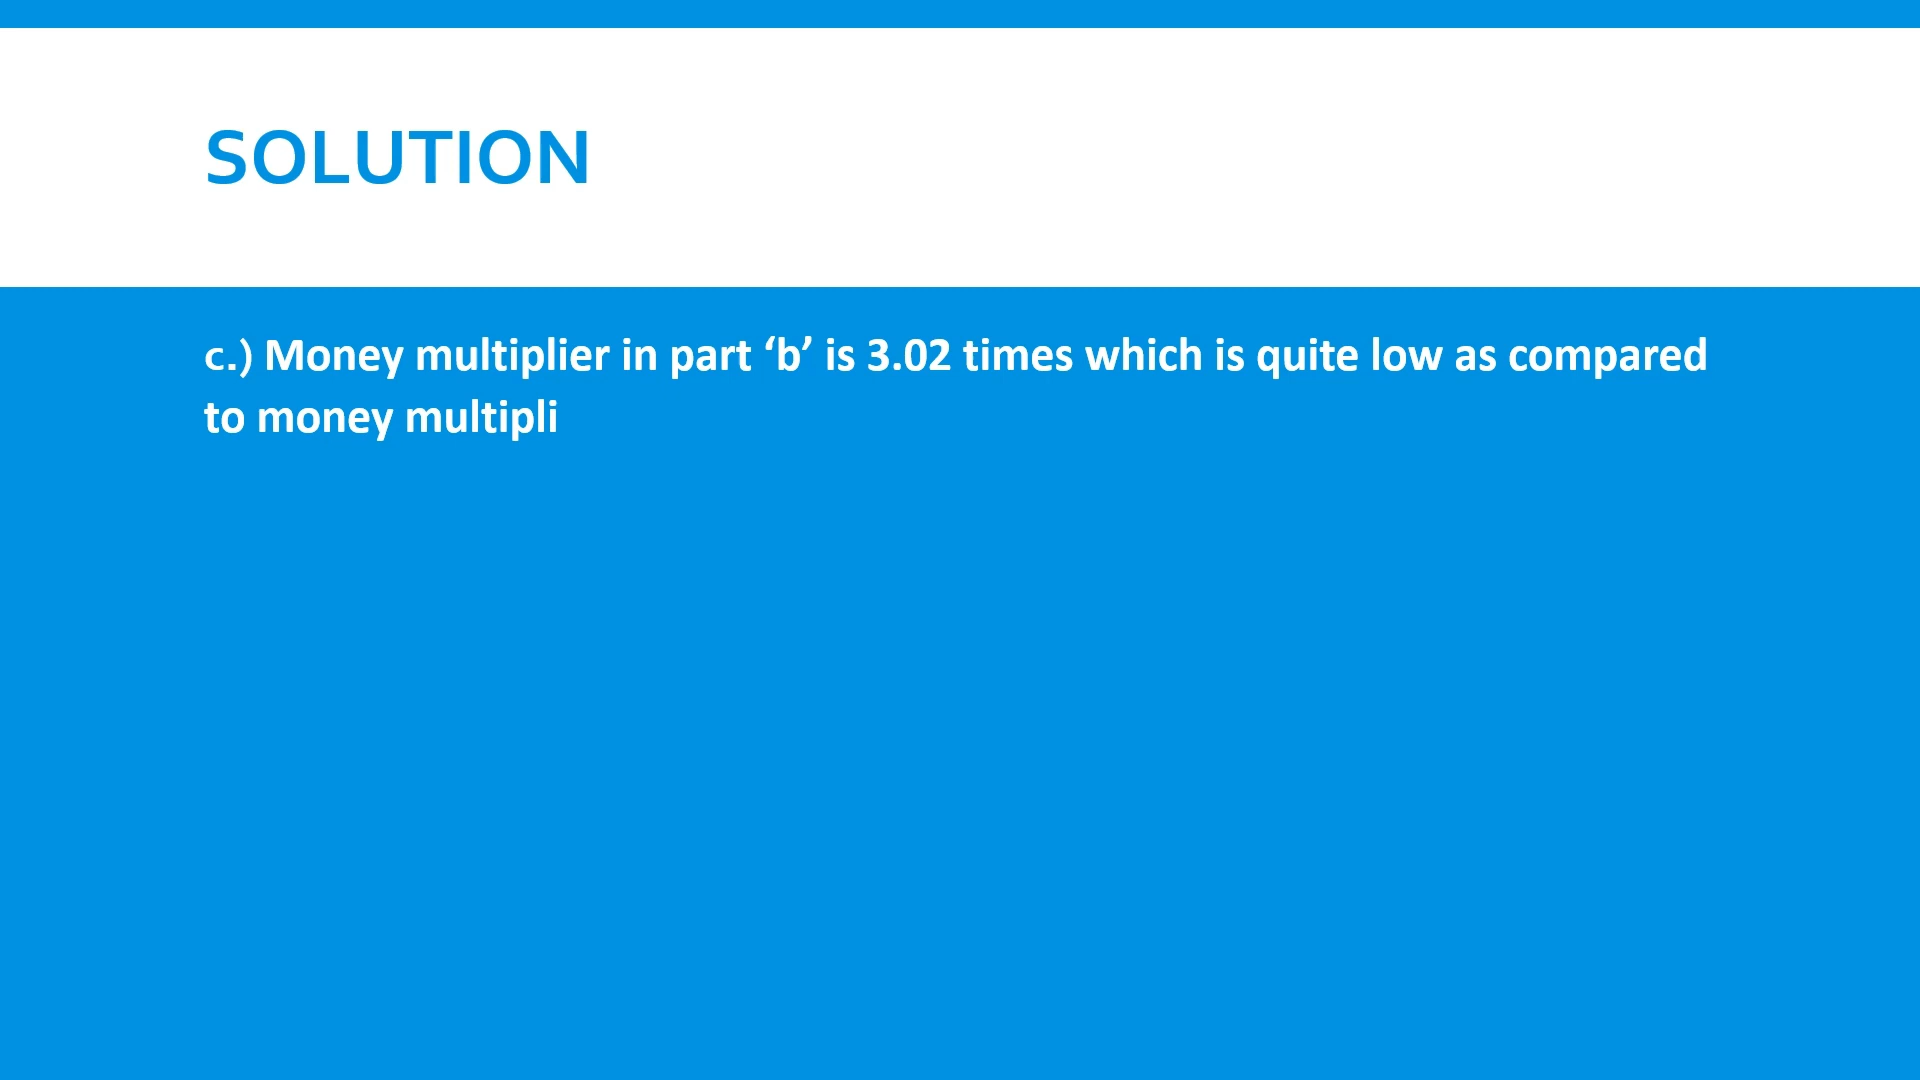 SOLUTION
c.) Money multiplier in part ‘b’ is 3.02 times which is quite low as compared
to money multipli